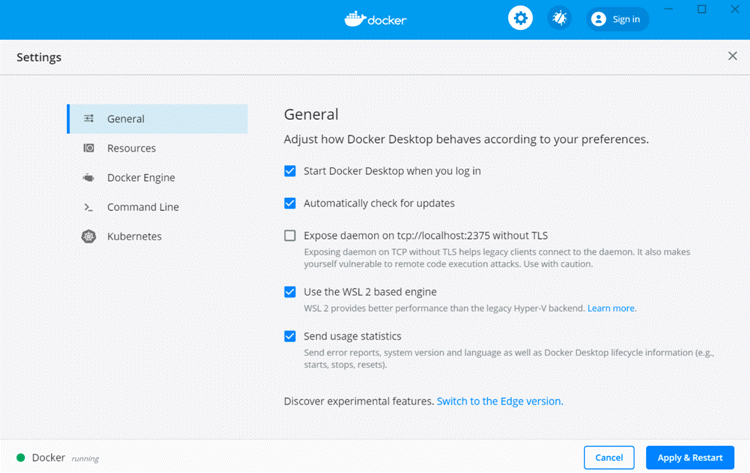 docker
Sign in
Settings
General
Resources
Docker Engine
Command Line
Kubernetes
General
Adjust how Docker Desktop behaves according to your preferences.
Start Docker Desktop when you log in
Automatically check for updates
Expose daemon on tcp://localhost:2375 without TLS
Exposing daemon on TCP without TLS helps legacy clients connect to the daemon. It also makes
yourself vulnerable to remote code execution attacks. Use with caution.
Use the WSL 2 based engine
WSL 2 provides better performance than the legacy Hyper-V backend. Learn more.
Send usage statistics
Send error reports, system version and language as well as Docker Desktop lifecycle information (e.g.,
starts, stops, resets).
Discover experimental features. Switch to the Edge version.
Docker running
Cancel
Apply & Restart